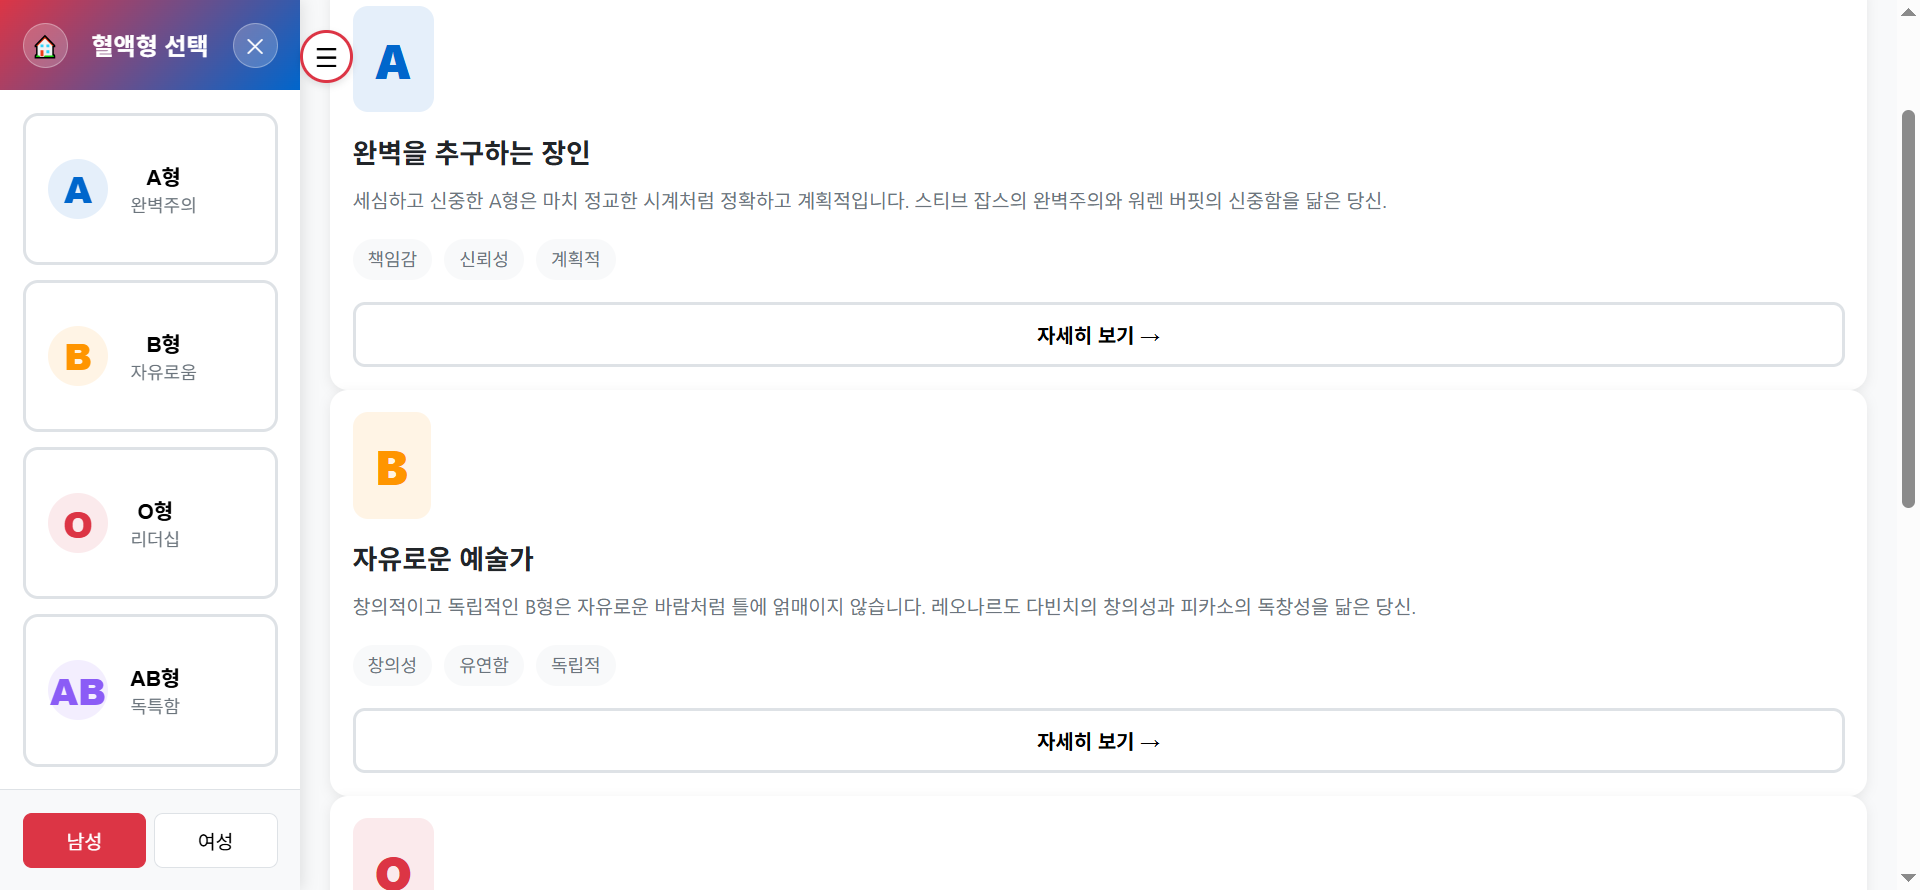 혈액형 선택
A
A형
완벽주의
B
B형
자유로움
O
O형
리더십
AB
AB형
독특함
남성
여성
A
완벽을 추구하는 장인
세심하고 신중한 A형은 마치 정교한 시계처럼 정확하고 계획적입니다. 스티브 잡스의 완벽주의와 워렌 버핏의 신중함을 닮은 당신.
책임감
신뢰성
계획적
자세히 보기 →
B
자유로운 예술가
창의적이고 독립적인 B형은 자유로운 바람처럼 틀에 얽매이지 않습니다. 레오나르도 다빈치의 창의성과 피카소의 독창성을 닮은 당신.
창의성
유연함
독립적
자세히 보기 →
O